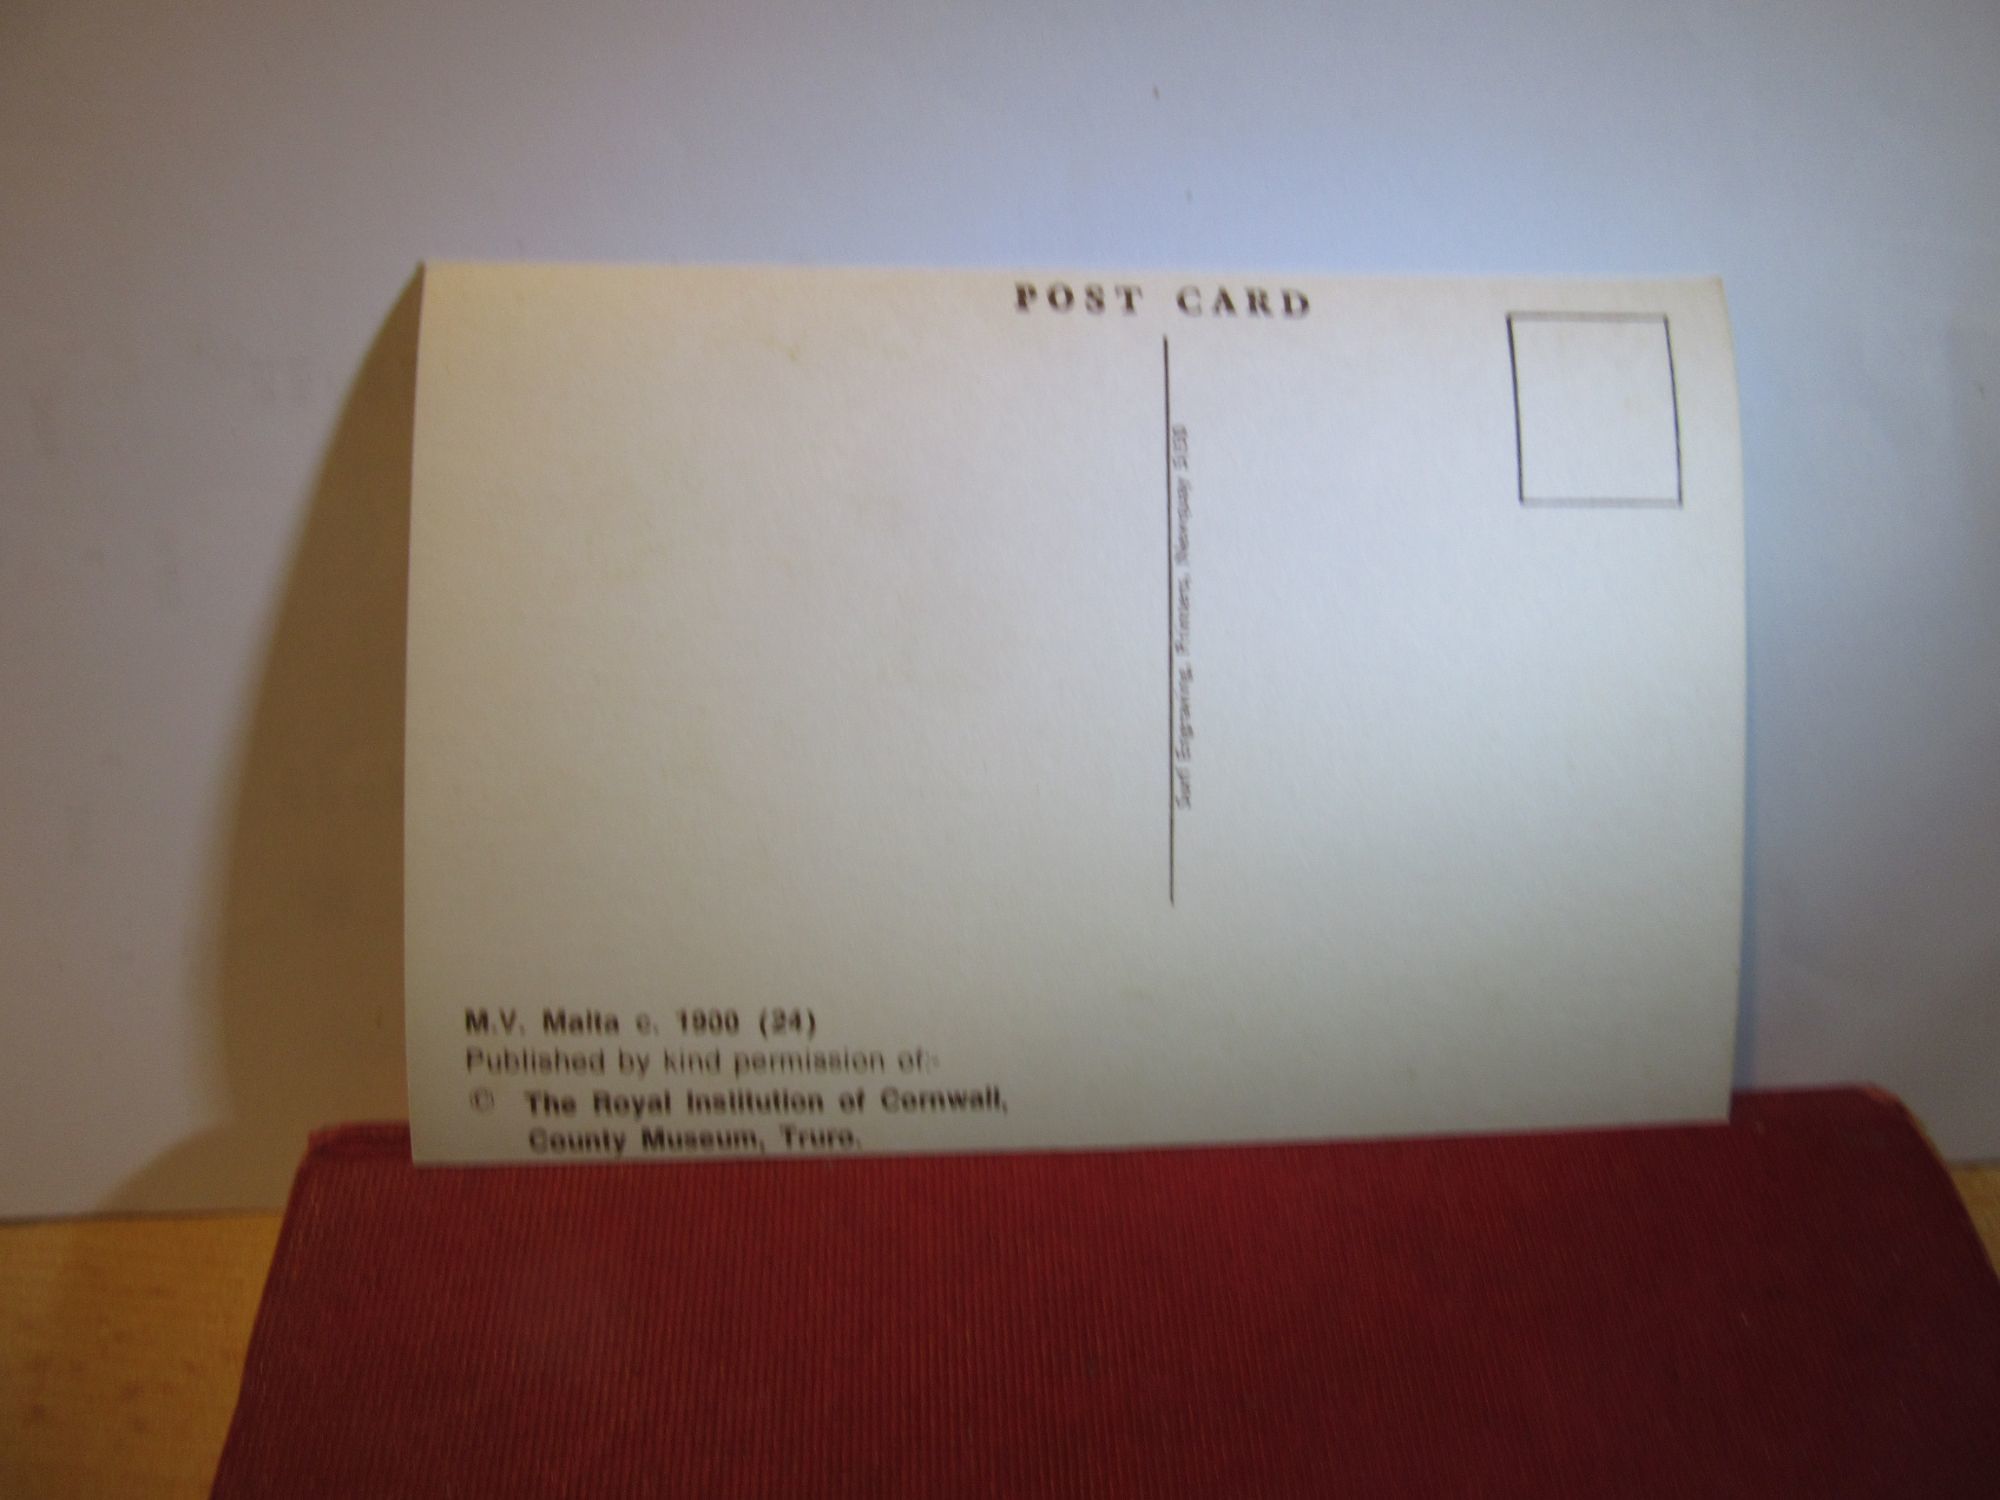 POST CARD
Surf Engraving, Printers, Newquay
M.V. Malta c. 1900 (24)
Published by kind permission of:-
© The Royal Institution of Cornwall,
County Museum, Truro.